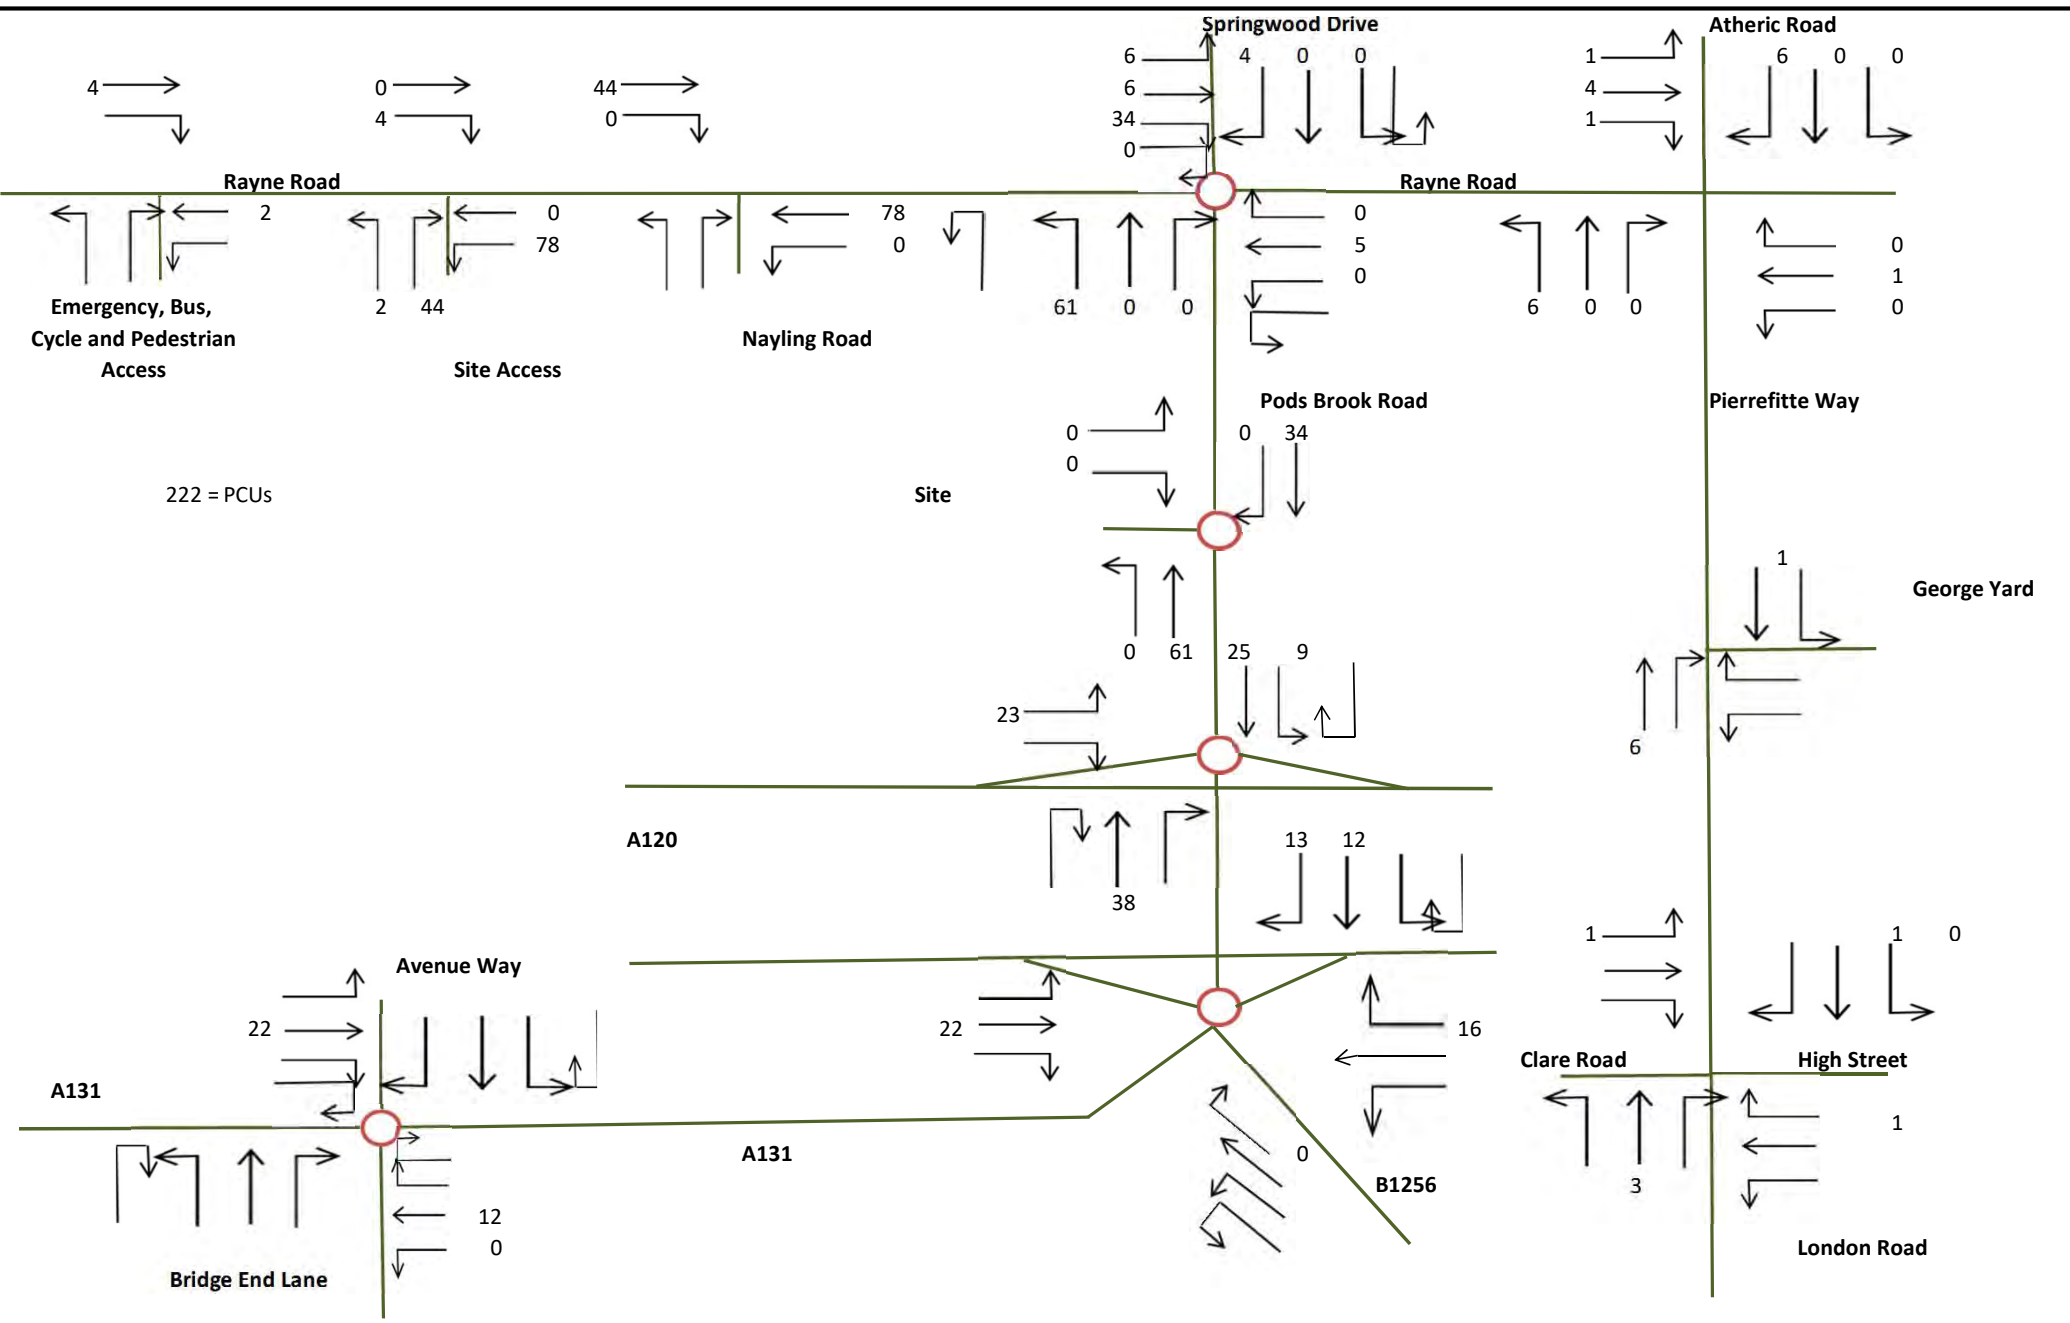 Springwood Drive
Atheric Road
6
4
0
0
1
6
0
0
4
0
44
6
4
4
0
34
1
0
Rayne Road
Rayne Road
2
0
78
0
78
0
5
0
0
1
2
44
61
0
0
6
0
0
0
Emergency, Bus,
Cycle and Pedestrian
Access
Nayling Road
Site Access
Pods Brook Road
Pierrefitte Way
0
0
34
0
222 = PCUs
Site
1
George Yard
0
61
25
9
23
6
A120
13
12
38
1
1
0
Avenue Way
22
22
16
Clare Road
High Street
A131
1
A131
0
3
B1256
12
0
London Road
Bridge End Lane